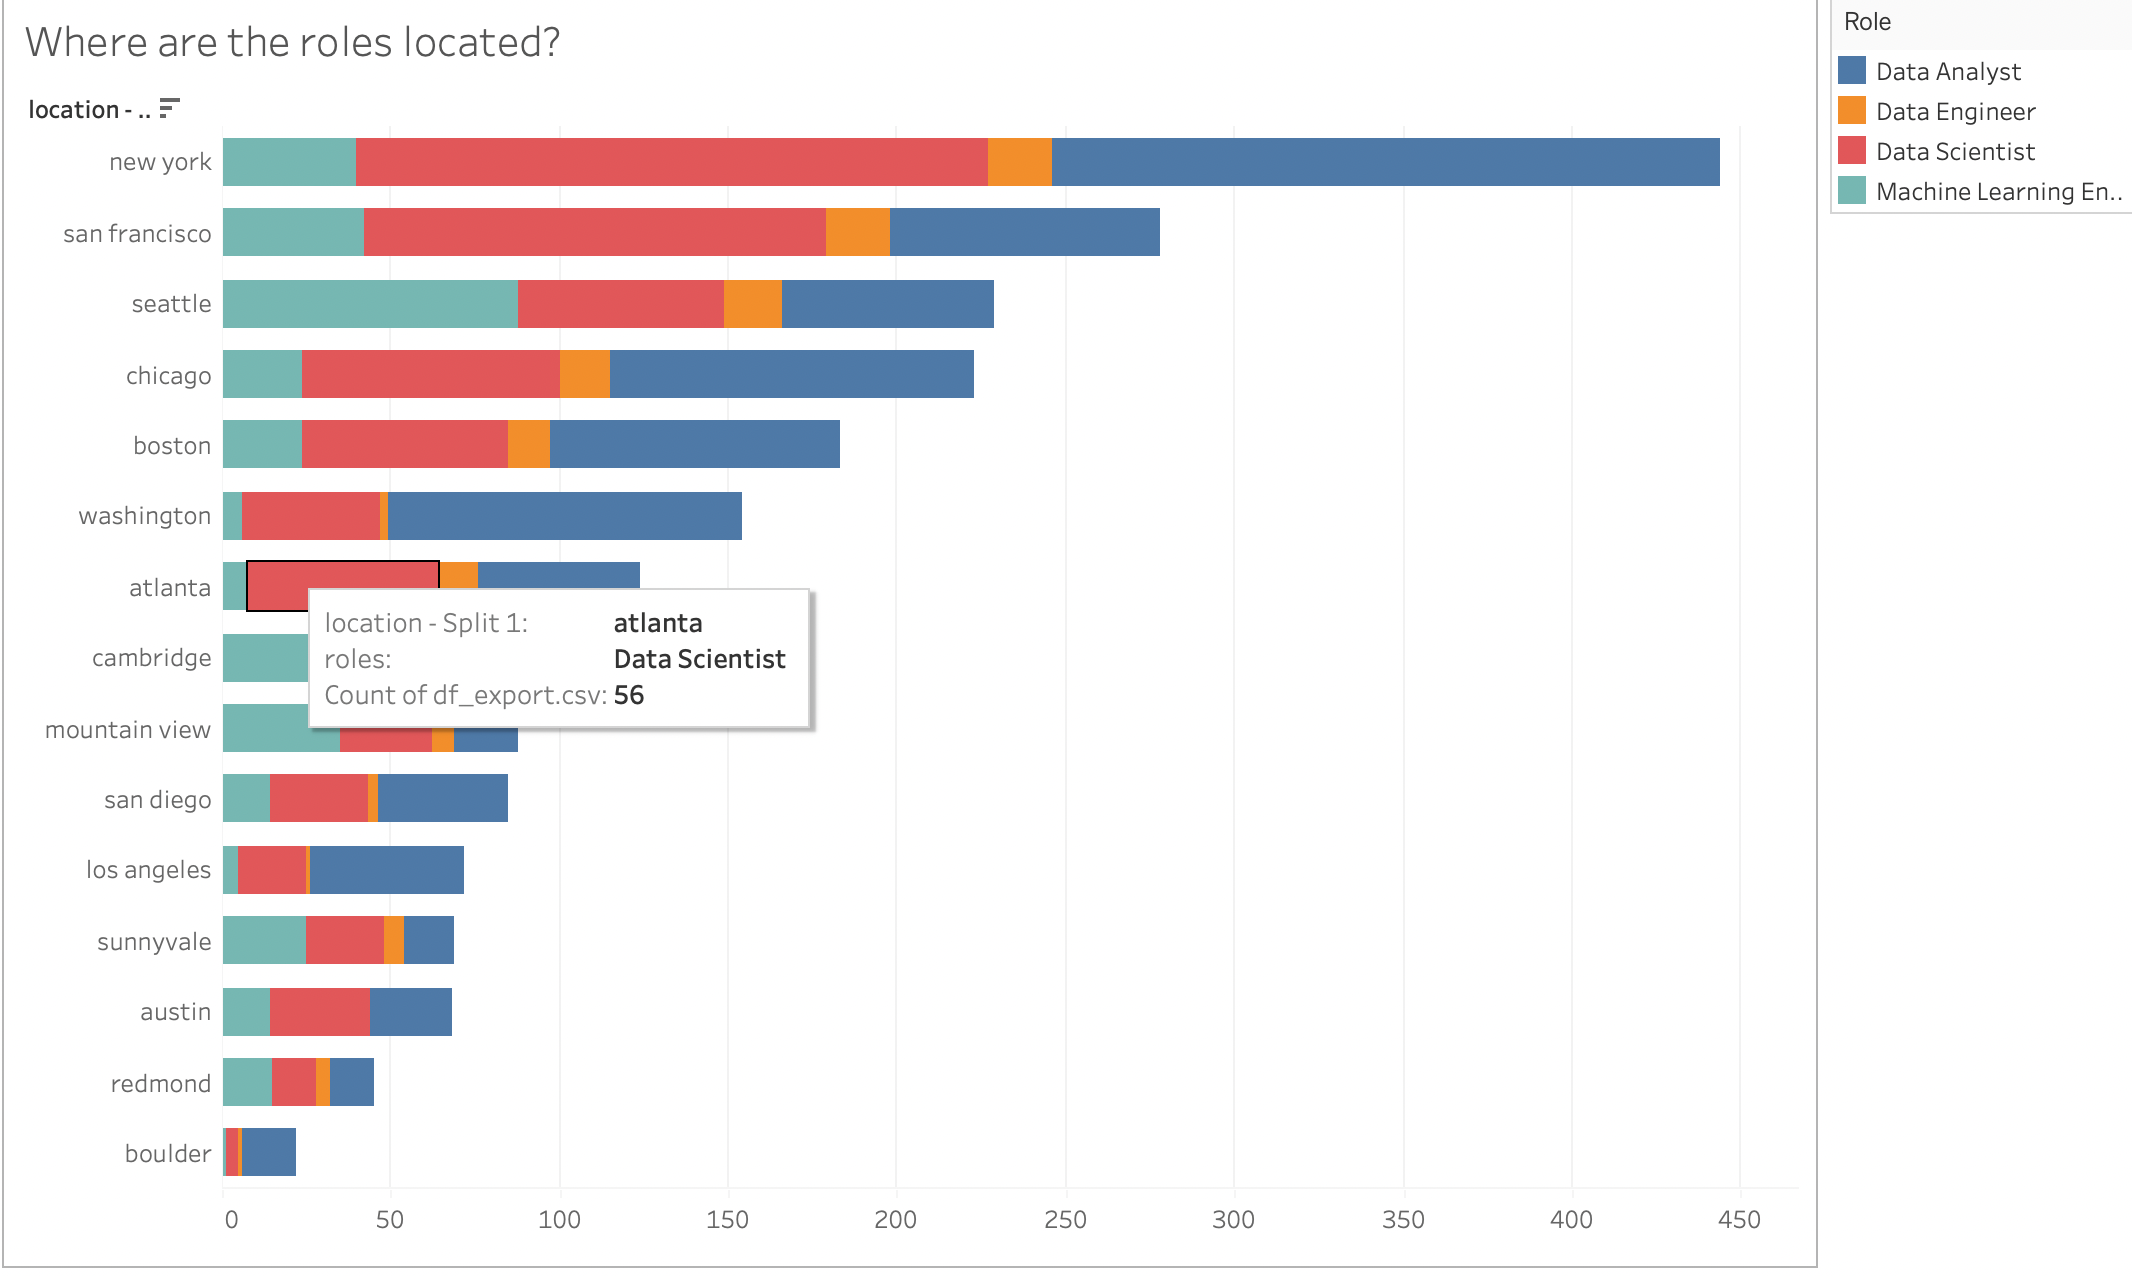 Where are the roles located?
Role
Data Analyst
Data Engineer
Data Scientist
Machine Learning En..
location - ..
new york
san francisco
seattle
chicago
boston
washington
atlanta
location - Split 1: atlanta
roles: Data Scientist
Count of df_export.csv: 56
cambridge
mountain view
san diego
los angeles
sunnyvale
austin
redmond
boulder
0 50 100 150 200 250 300 350 400 450